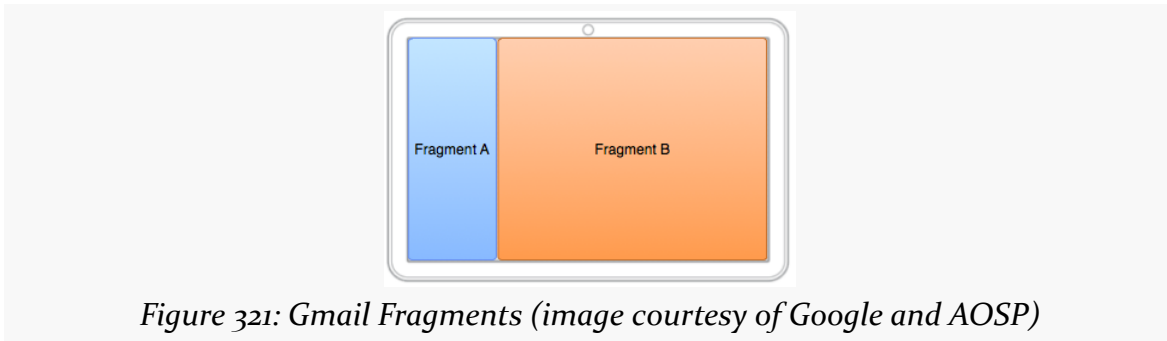 Fragment A
Fragment B
Figure 321: Gmail Fragments (image courtesy of Google and AOSP)